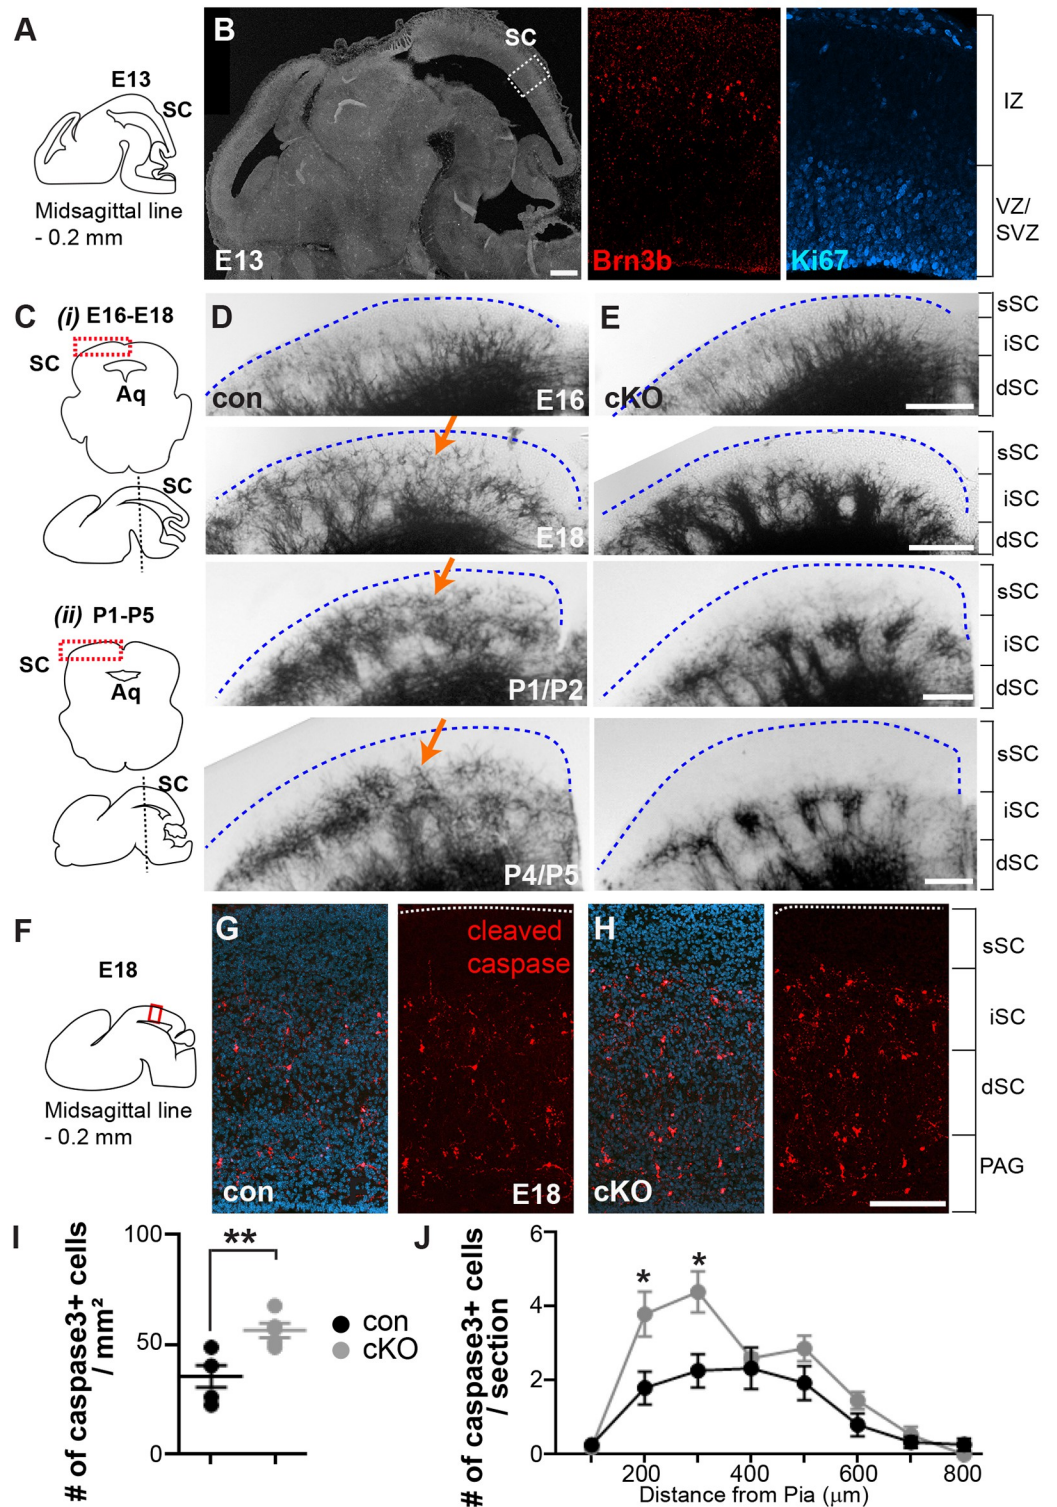 A
E13
SC
Midsagittal line
- 0.2 mm
B
SC
E13
Brn3b
Ki67
IZ
VZ/
SVZ
C
(i) E16-E18
SC
Aq
SC
(ii) P1-P5
SC
Aq
SC
D
con
E16
E
cKO
sSC
iSC
dSC
E18
sSC
iSC
dSC
P1/P2
sSC
iSC
dSC
P4/P5
sSC
iSC
dSC
F
E18
Midsagittal line
- 0.2 mm
G
con
cleaved
caspase
E18
H
cKO
sSC
iSC
dSC
PAG
I
# of caspase3+ cells
/ mm²
100
50
0
**
con
cKO
J
# of caspase3+ cells
/ section
6
4
2
0
*
*
200 400 600 800
Distance from Pia (µm)